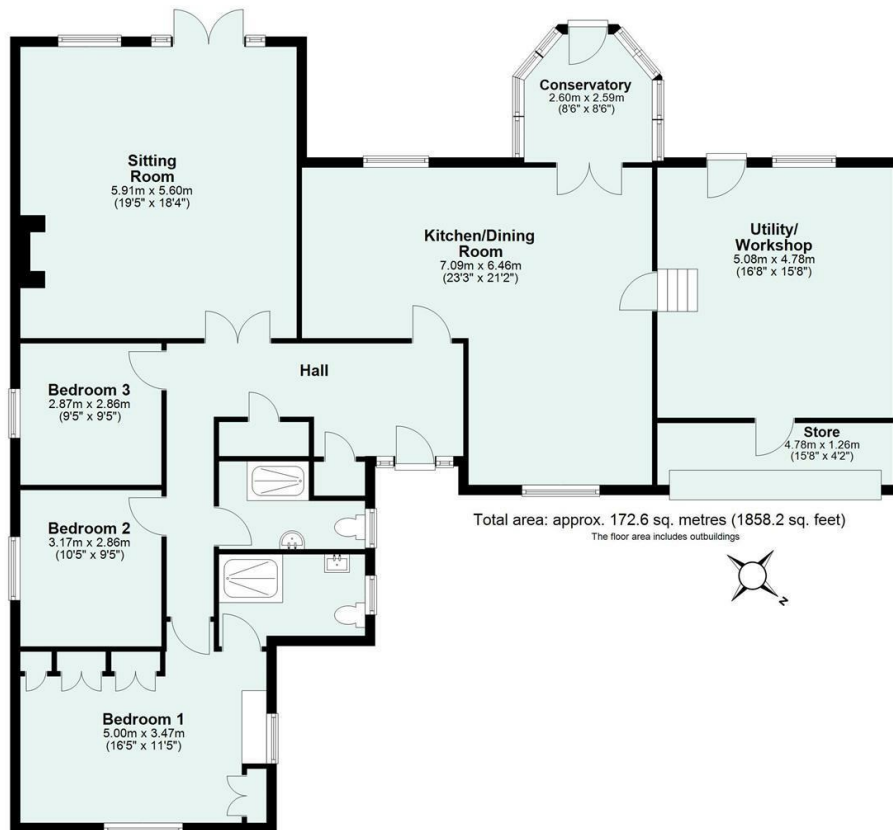 Conservatory
2.60m x 2.59m
(8'6" x 8'6")
Sitting
Room
5.91m x 5.60m
(19'5" x 18'4")
Kitchen/Dining
Room
7.09m x 6.46m
(23'3" x 21'2")
Utility/
Workshop
5.08m x 4.78m
(16'8" x 15'8")
Hall
Bedroom 3
2.87m x 2.86m
(9'5" x 9'5")
Store
4.78m x 1.26m
(15'8" x 4'2")
Bedroom 2
3.17m x 2.86m
(10'5" x 9'5")
Total area: approx. 172.6 sq. metres (1858.2 sq. feet)
The floor area includes outbuildings
N
Bedroom 1
5.00m x 3.47m
(16'5" x 11'5")